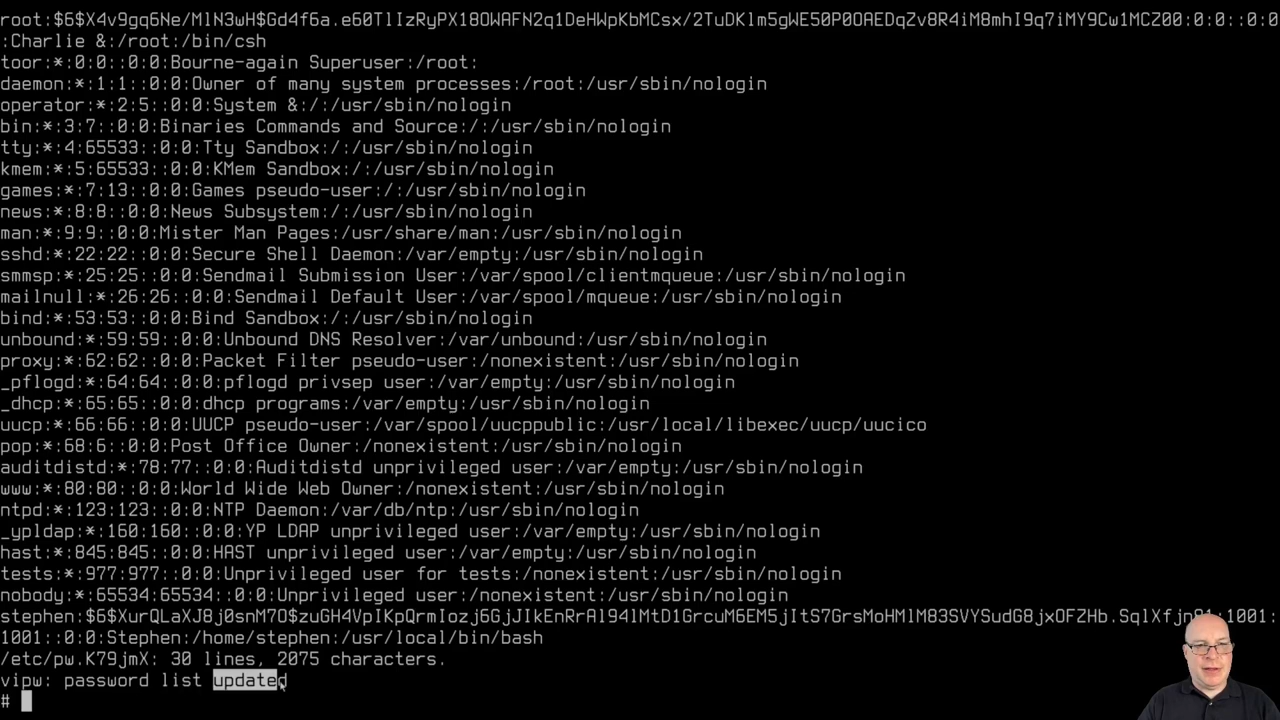 root:$6$X4v9gq6Ne/MlN3wH$Gd4f6a.e60TlIzRyPX18OWAFN2q1DeHWpKbMCsx/2TuDKlm5gWE50P0OAEDqZv8R4iM8mhI9q7iMY9Cw1MCZ00:0:0::0:0
:Charlie &:/root:/bin/csh
toor:*:0:0::0:0:Bourne-again Superuser:/root:
daemon:*:1:1::0:0:Owner of many system processes:/root:/usr/sbin/nologin
operator:*:2:5::0:0:System &:/:/usr/sbin/nologin
bin:*:3:7::0:0:Binaries Commands and Source:/:/usr/sbin/nologin
tty:*:4:65533::0:0:Tty Sandbox:/:/usr/sbin/nologin
kmem:*:5:65533::0:0:KMem Sandbox:/:/usr/sbin/nologin
games:*:7:13::0:0:Games pseudo-user:/:/usr/sbin/nologin
news:*:8:8::0:0:News Subsystem:/:/usr/sbin/nologin
man:*:9:9::0:0:Mister Man Pages:/usr/share/man:/usr/sbin/nologin
sshd:*:22:22::0:0:Secure Shell Daemon:/var/empty:/usr/sbin/nologin
smmsp:*:25:25::0:0:Sendmail Submission User:/var/spool/clientmqueue:/usr/sbin/nologin
mailnull:*:26:26::0:0:Sendmail Default User:/var/spool/mqueue:/usr/sbin/nologin
bind:*:53:53::0:0:Bind Sandbox:/:/usr/sbin/nologin
unbound:*:59:59::0:0:Unbound DNS Resolver:/var/unbound:/usr/sbin/nologin
proxy:*:62:62::0:0:Packet Filter pseudo-user:/nonexistent:/usr/sbin/nologin
_pflogd:*:64:64::0:0:pflogd privsep user:/var/empty:/usr/sbin/nologin
_dhcp:*:65:65::0:0:dhcp programs:/var/empty:/usr/sbin/nologin
uucp:*:66:66::0:0:UUCP pseudo-user:/var/spool/uucppublic:/usr/local/libexec/uucp/uucico
pop:*:68:6::0:0:Post Office Owner:/nonexistent:/usr/sbin/nologin
auditdistd:*:78:77::0:0:Auditdistd unprivileged user:/var/empty:/usr/sbin/nologin
www:*:80:80::0:0:World Wide Web Owner:/nonexistent:/usr/sbin/nologin
ntpd:*:123:123::0:0:NTP Daemon:/var/db/ntp:/usr/sbin/nologin
_ypldap:*:160:160::0:0:YP LDAP unprivileged user:/var/empty:/usr/sbin/nologin
hast:*:845:845::0:0:HAST unprivileged user:/var/empty:/usr/sbin/nologin
tests:*:977:977::0:0:Unprivileged user for tests:/nonexistent:/usr/sbin/nologin
nobody:*:65534:65534::0:0:Unprivileged user:/nonexistent:/usr/sbin/nologin
stephen:$6$XurQLaXJ8j0snM7O$zuGH4VpIKpQrmIozj6GjJIkEnRrAl94lMtD1GrcuM6EM5jItS7GrsMoHMlM83SVYSudG8jxOFZHb.SqlXfjn81:1001:
1001::0:0:Stephen:/home/stephen:/usr/local/bin/bash
/etc/pw.K79jmX: 30 lines, 2075 characters.
vipw: password list updated
#